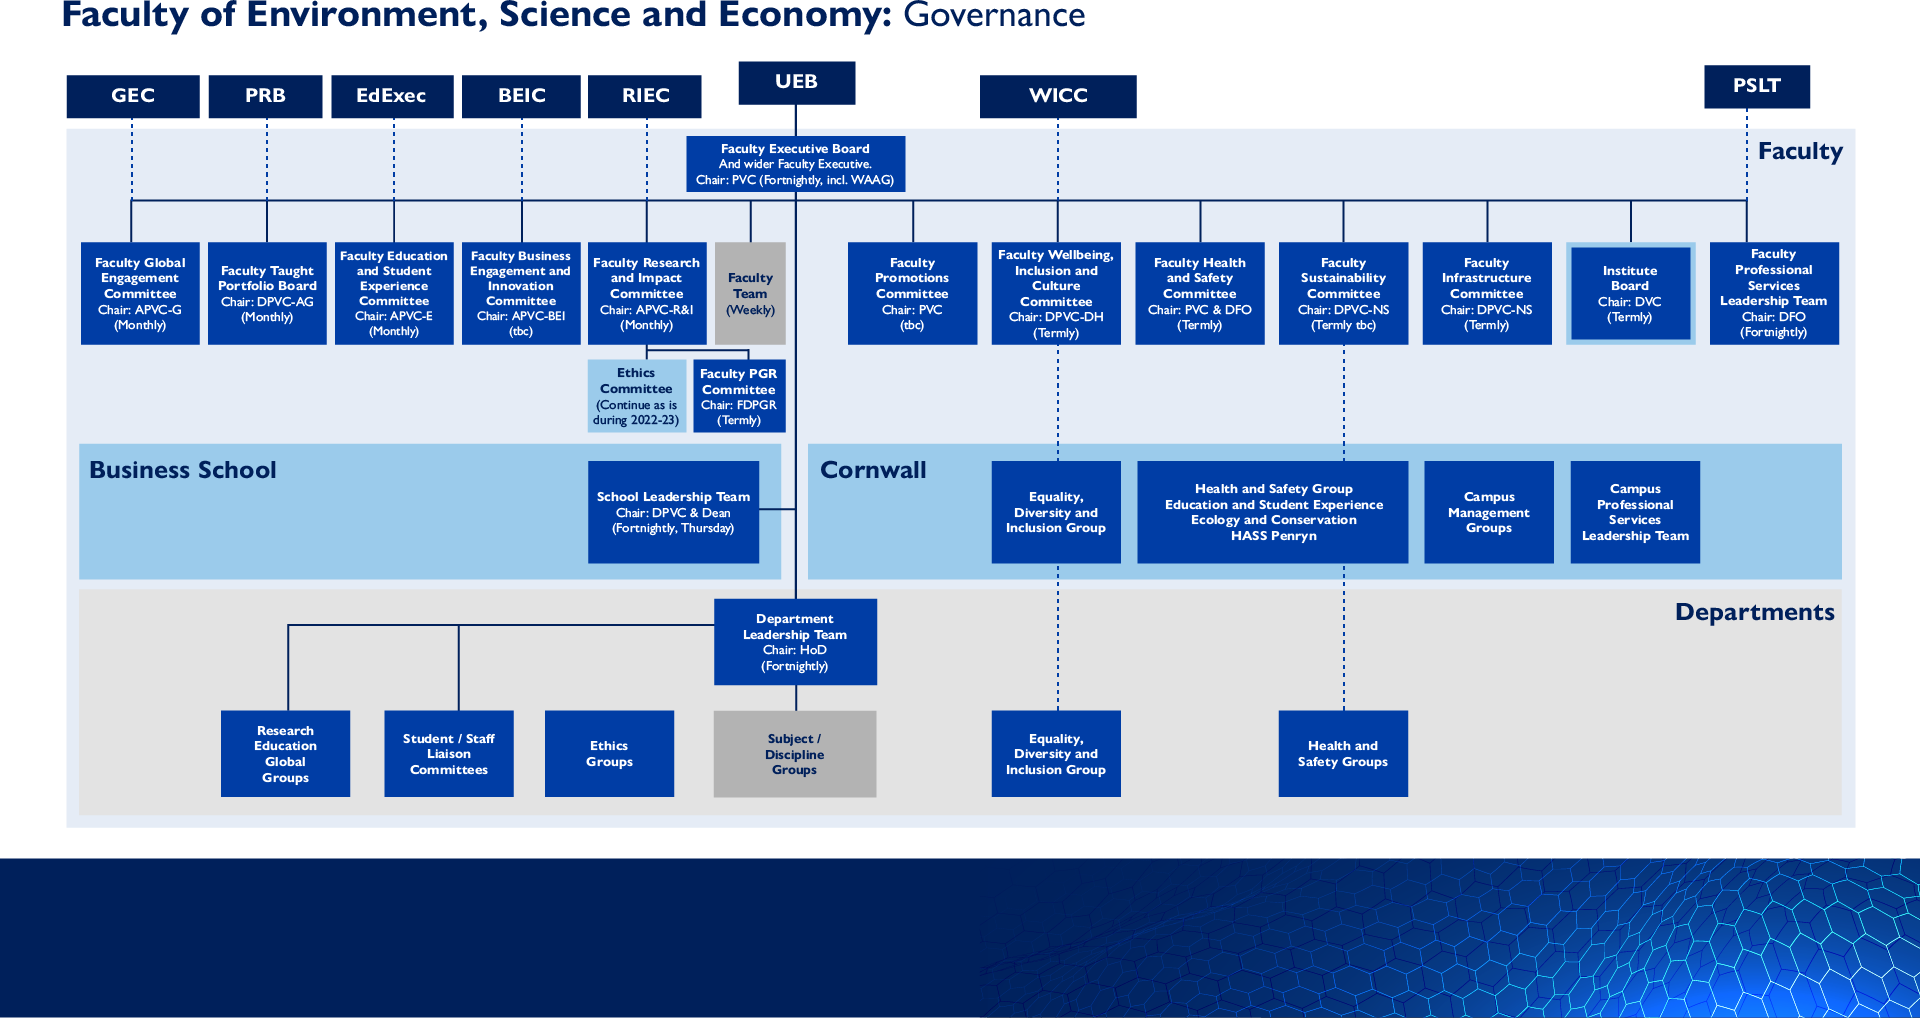 Faculty of Environment, Science and Economy: Governance
GEC
PRB
EdExec
BEIC
RIEC
UEB
WICC
PSLT
Faculty
Faculty Executive Board
And wider Faculty Executive.
Chair: PVC (Fortnightly, incl. WAAG)
Faculty Global
Engagement
Committee
Chair: APVC-G
(Monthly)
Faculty Taught
Portfolio Board
Chair: DPVC-AG
(Monthly)
Faculty Education
and Student
Experience
Committee
Chair: APVC-E
(Monthly)
Faculty Business
Engagement and
Innovation
Committee
Chair: APVC-BEI
(tbc)
Faculty Research
and Impact
Committee
Chair: APVC-R&I
(Monthly)
Faculty
Team
(Weekly)
Faculty
Promotions
Committee
Chair: PVC
(tbc)
Faculty Wellbeing,
Inclusion and
Culture
Committee
Chair: DPVC-DH
(Termly)
Faculty Health
and Safety
Committee
Chair: PVC & DFO
(Termly)
Faculty
Sustainability
Committee
Chair: DPVC-NS
(Termly tbc)
Faculty
Infrastructure
Committee
Chair: DPVC-NS
(Termly)
Institute
Board
Chair: DVC
(Termly)
Faculty
Professional
Services
Leadership Team
Chair: DFO
(Fortnightly)
Ethics
Committee
(Continue as is
during 2022-23)
Faculty PGR
Committee
Chair: FDPGR
(Termly)
Business School
School Leadership Team
Chair: DPVC & Dean
(Fortnightly, Thursday)
Cornwall
Equality,
Diversity and
Inclusion Group
Health and Safety Group
Education and Student Experience
Ecology and Conservation
HASS Penryn
Campus
Management
Groups
Campus
Professional
Services
Leadership Team
Departments
Department
Leadership Team
Chair: HoD
(Fortnightly)
Research
Education
Global
Groups
Student / Staff
Liaison
Committees
Ethics
Groups
Subject /
Discipline
Groups
Equality,
Diversity and
Inclusion Group
Health and
Safety Groups